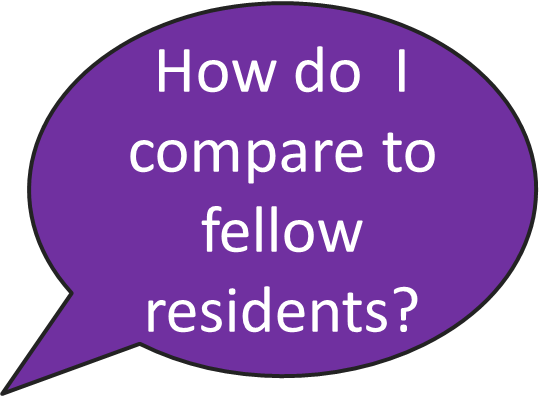 How do  I
compare to
fellow
residents?